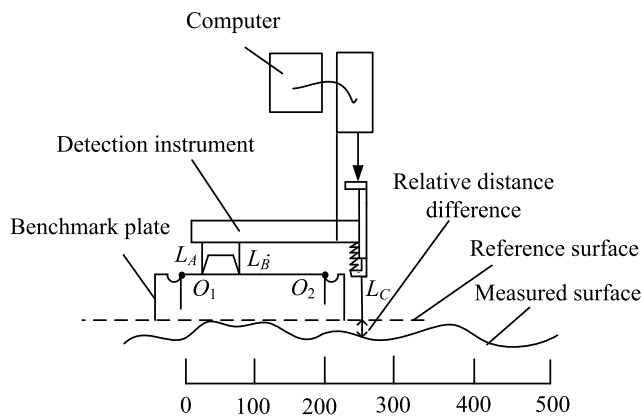 Computer
Detection instrument
Relative distance
difference
Benchmark plate
Reference surface
Measured surface
L_A
L_B
O_1
O_2
L_C
0 100 200 300 400 500